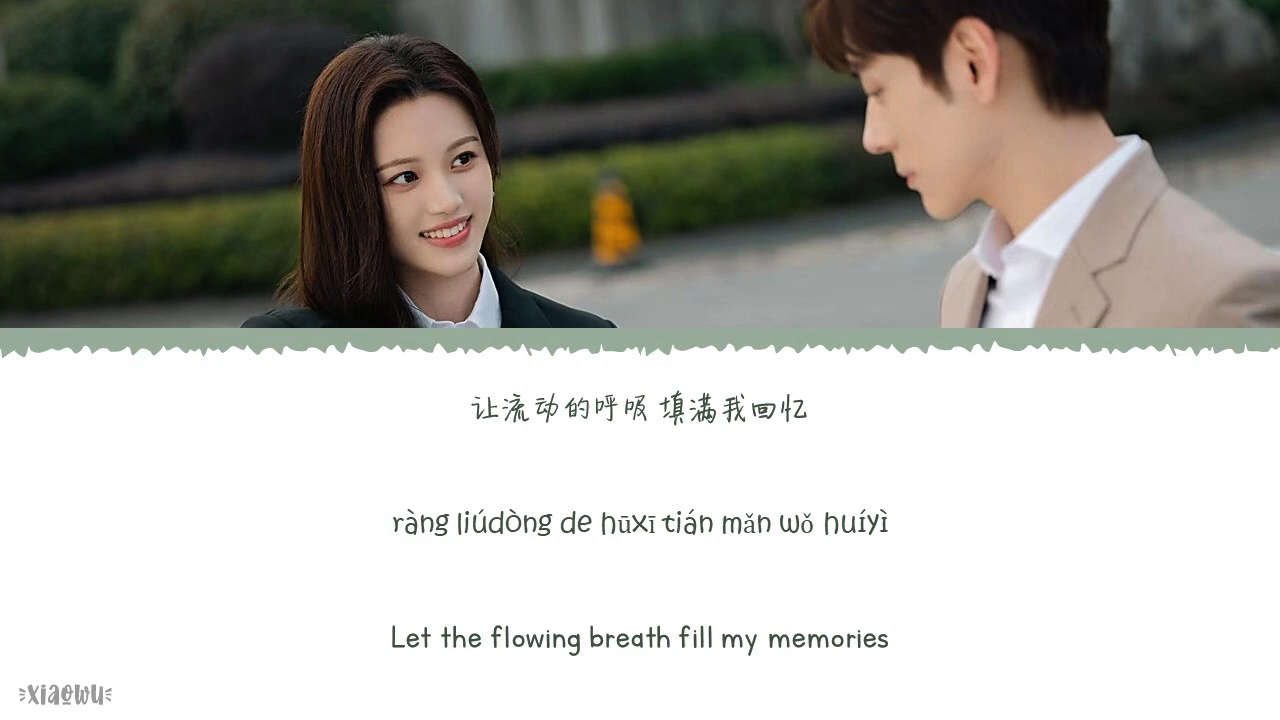 让流动的呼吸 填满我回忆
ràng liúdòng de hūxī tián mǎn wǒ huíyì
Let the flowing breath fill my memories
xiaowu